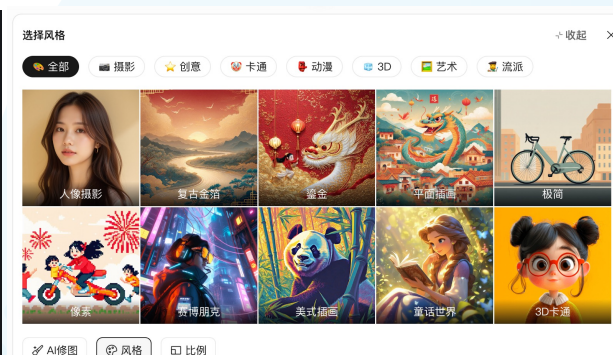 选择风格
收起
全部
摄影
创意
卡通
动漫
3D
艺术
流派
人像摄影
复古金箔
鎏金
平面插画
极简
像素
赛博朋克
美式插画
童话世界
3D卡通
AI修图
风格
比例